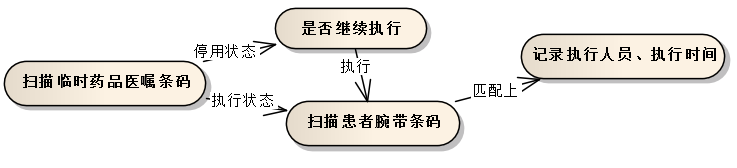 是否继续执行
停用状态
记录执行人员、执行时间
执行
扫描临时药品医嘱条码
匹配上
执行状态
扫描患者腕带条码